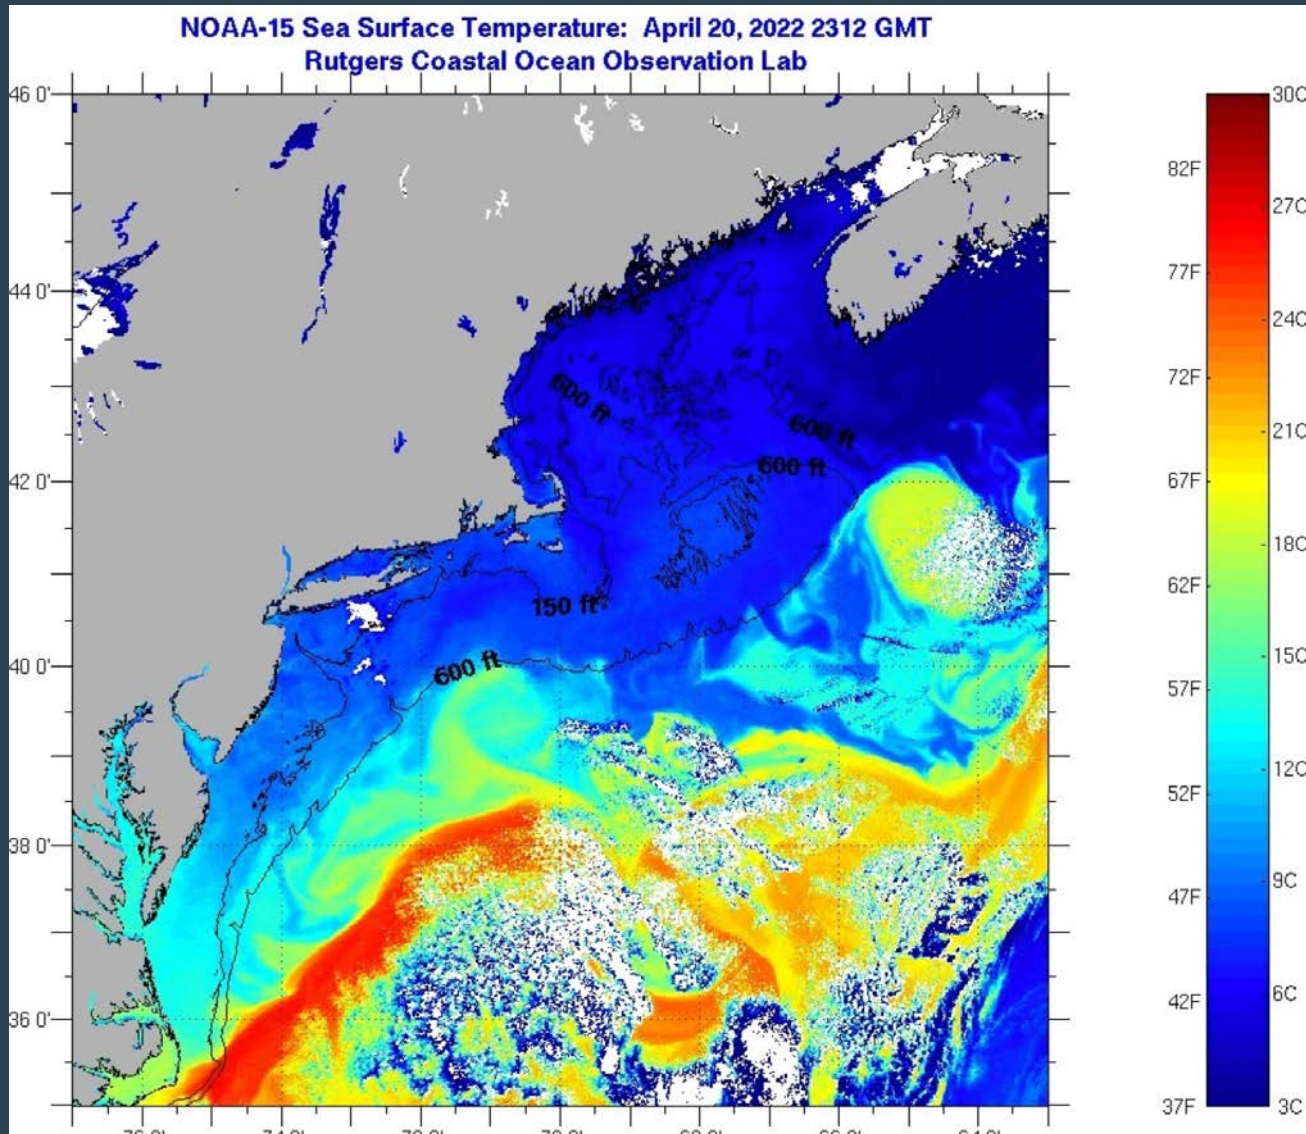 NOAA-15 Sea Surface Temperature: April 20, 2022 2312 GMT
Rutgers Coastal Ocean Observation Lab
46 0'
44 0'
42 0'
40 0'
38 0'
36 0'
600 ft
600 ft
600 ft
150 ft
600 ft
82F
77F
72F
67F
62F
57F
52F
47F
42F
37F
30C
27C
24C
21C
18C
15C
12C
9C
6C
3C